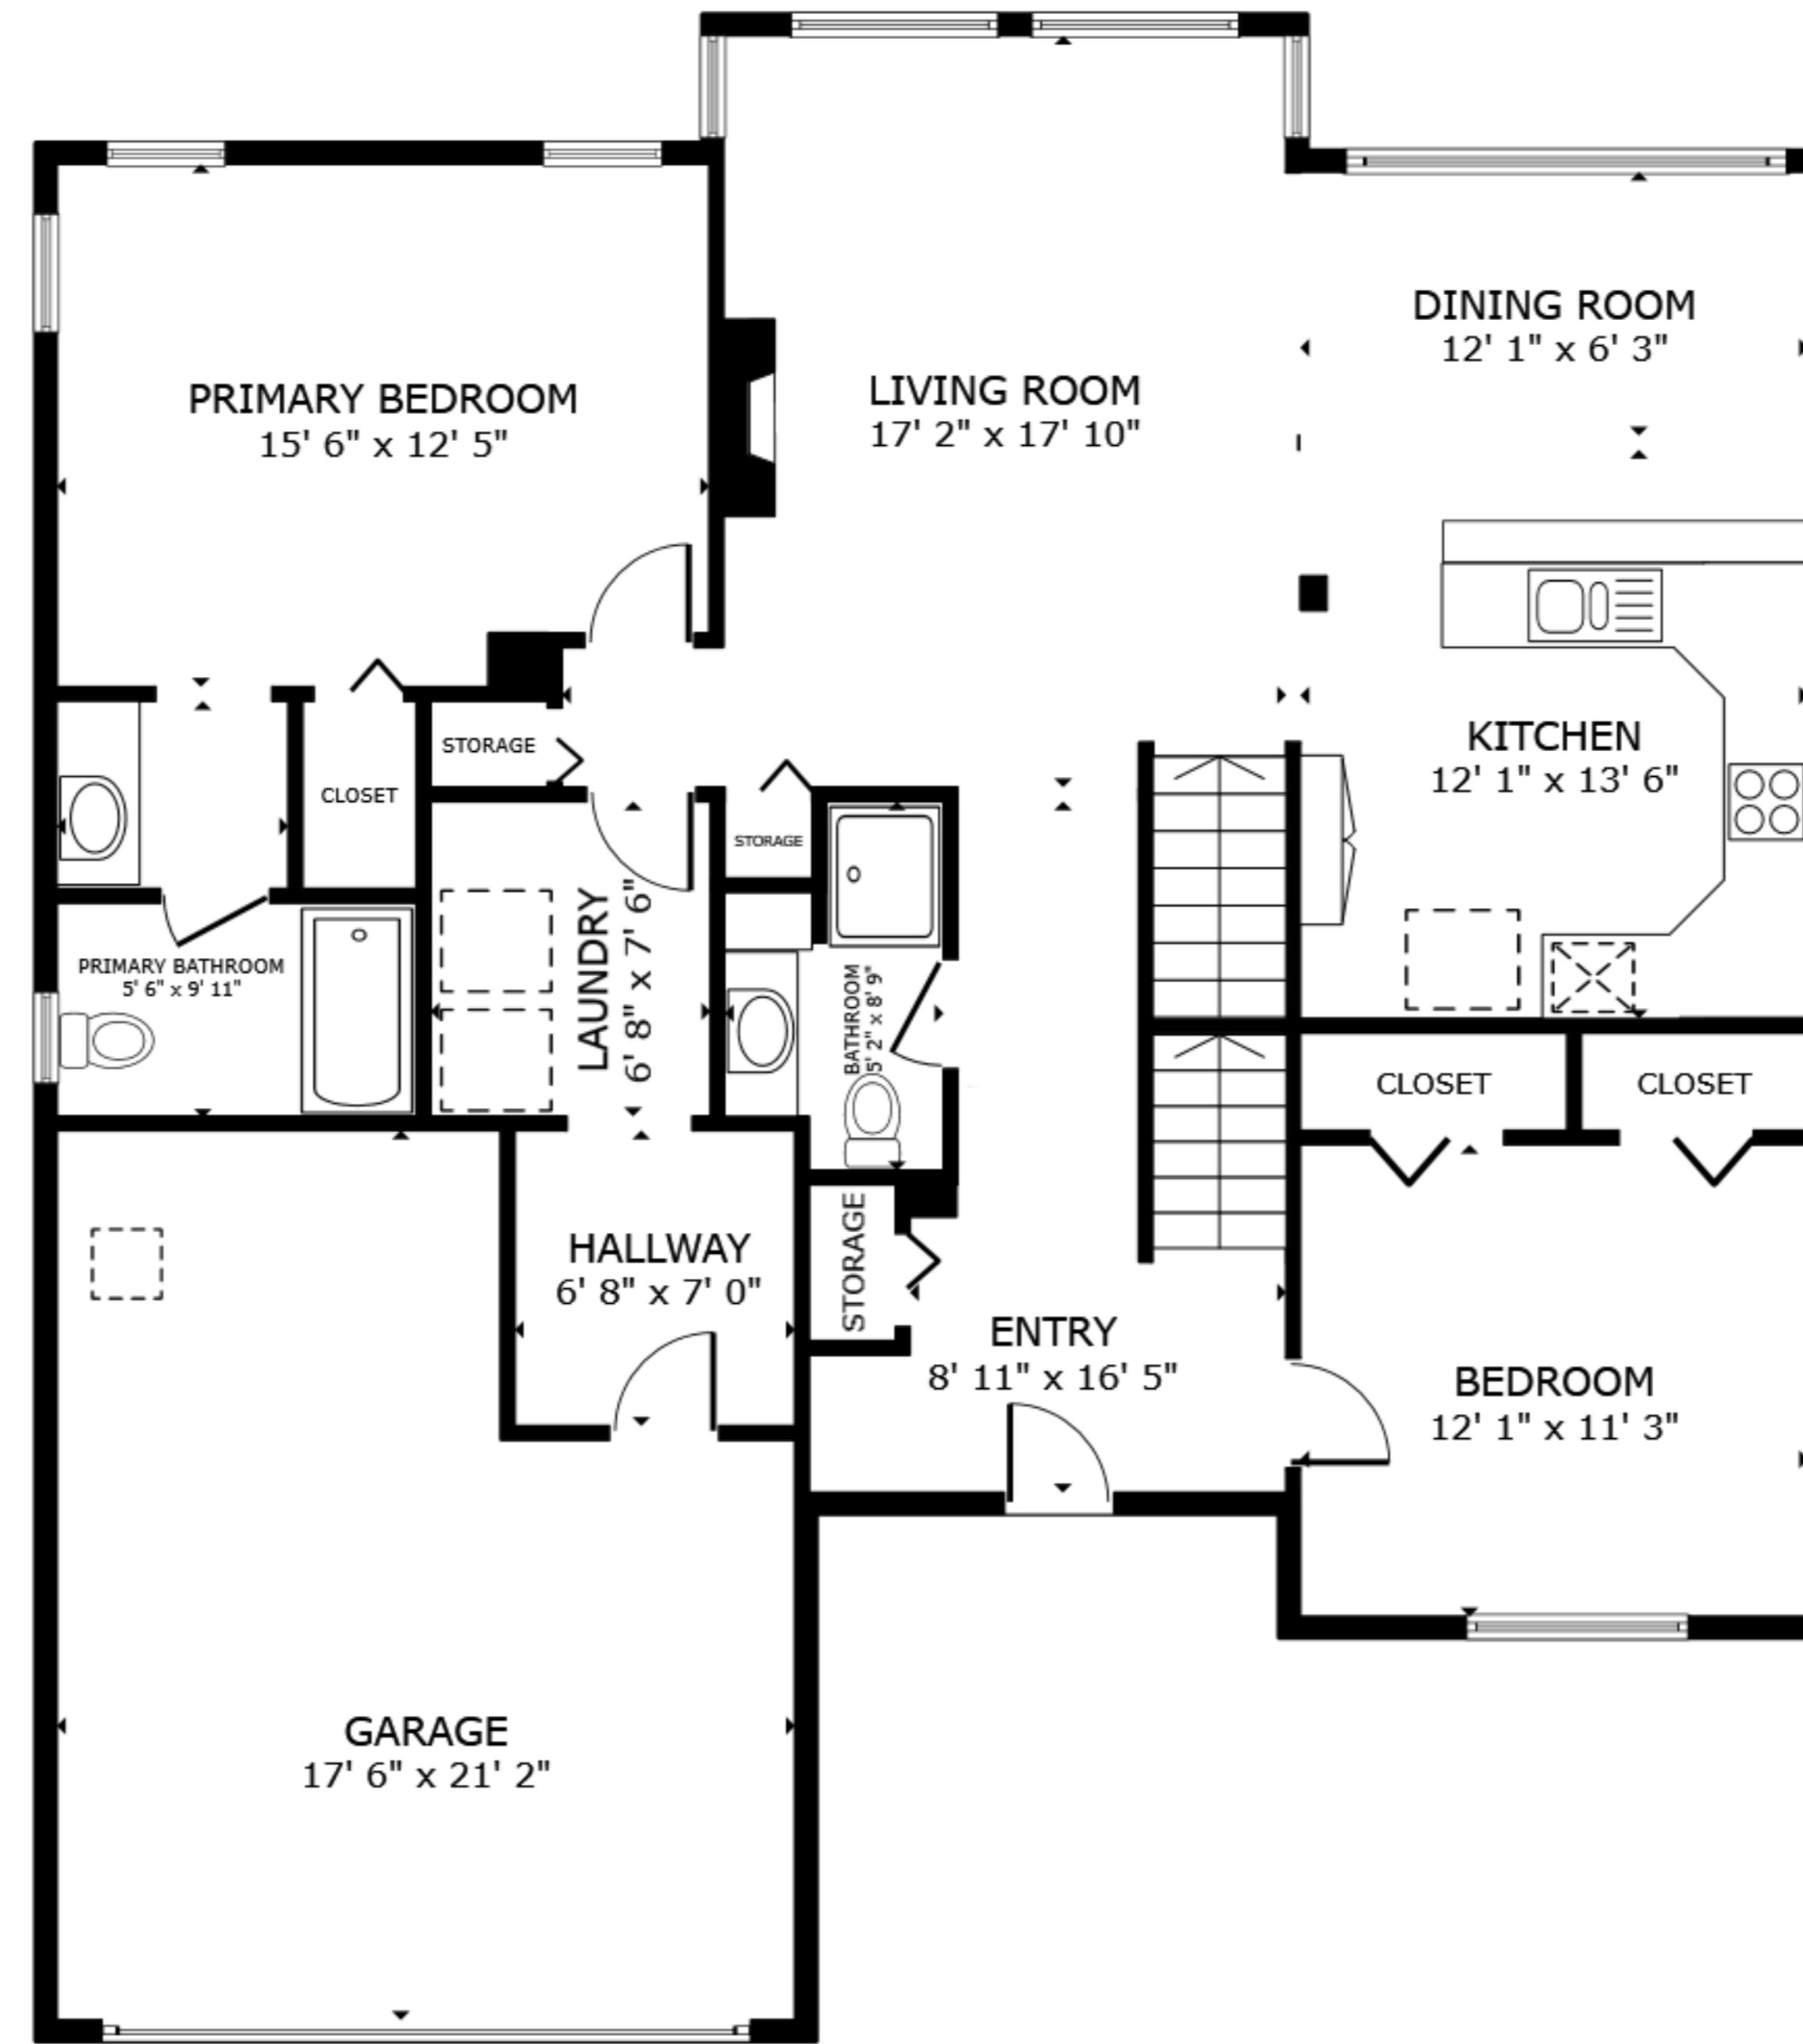 DINING ROOM
12' 1" x 6' 3"
PRIMARY BEDROOM
15' 6" x 12' 5"
LIVING ROOM
17' 2" x 17' 10"
STORAGE
CLOSET
KITCHEN
12' 1" x 13' 6"
STORAGE
PRIMARY BATHROOM
5' 6" x 9' 11"
LAUNDRY
6' 8" x 7' 6"
BATHROOM
5' 2" x 8' 9"
CLOSET
CLOSET
HALLWAY
6' 8" x 7' 0"
STORAGE
ENTRY
8' 11" x 16' 5"
BEDROOM
12' 1" x 11' 3"
GARAGE
17' 6" x 21' 2"